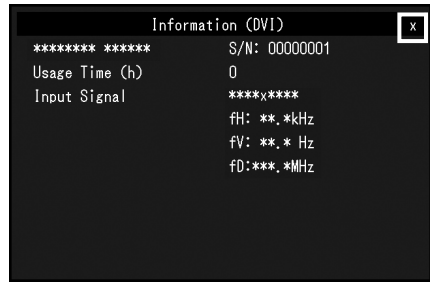 Information (DVI) x
******** ****** S/N: 00000001
Usage Time (h) 0
Input Signal ****x****
fH: **.*kHz
fV: **.* Hz
fD:***.*MHz